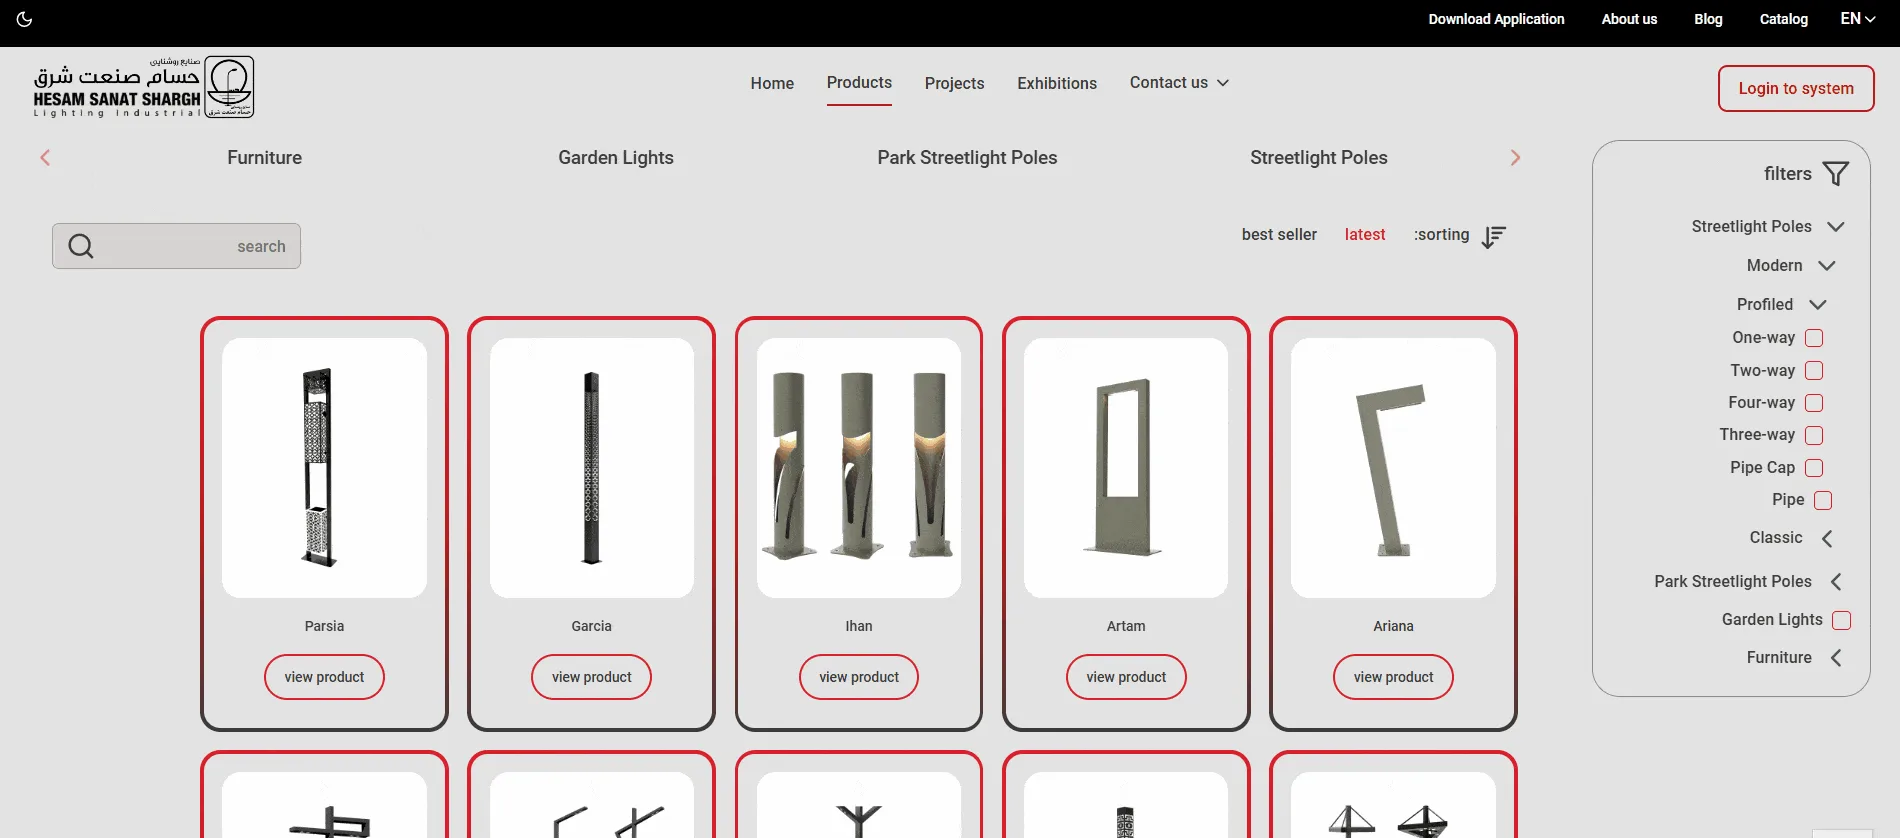 Download Application
About us
Blog
Catalog
EN
صنایع روشنایی
حسام صنعت شرق
HESAM SANAT SHARGH
Lighting Industrial
حسام صنعت شرق
Home
Products
Projects
Exhibitions
Contact us
Login to system
Furniture
Garden Lights
Park Streetlight Poles
Streetlight Poles
search
best seller
latest
:sorting
filters
Streetlight Poles
Modern
Profiled
One-way
Two-way
Four-way
Three-way
Pipe Cap
Pipe
Classic
Park Streetlight Poles
Garden Lights
Furniture
Parsia
Garcia
Ihan
Artam
Ariana
view product
view product
view product
view product
view product